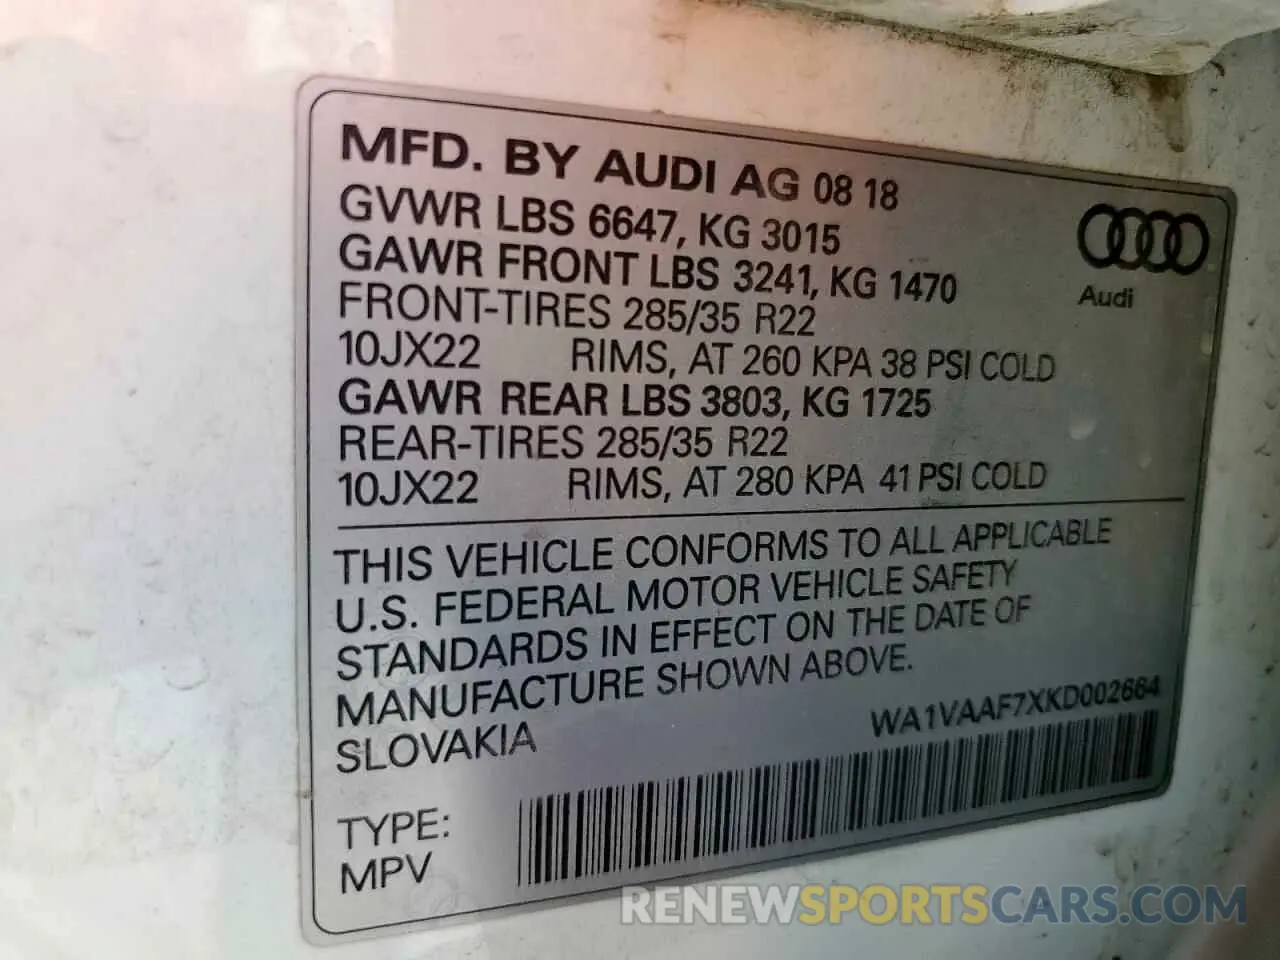 MFD. BY AUDI AG 08 18
GVWR LBS 6647, KG 3015
GAWR FRONT LBS 3241, KG 1470
FRONT-TIRES 285/35 R22
10JX22 RIMS, AT 260 KPA 38 PSI COLD
GAWR REAR LBS 3803, KG 1725
REAR-TIRES 285/35 R22
10JX22 RIMS, AT 280 KPA 41 PSI COLD
Audi
THIS VEHICLE CONFORMS TO ALL APPLICABLE
U.S. FEDERAL MOTOR VEHICLE SAFETY
STANDARDS IN EFFECT ON THE DATE OF
MANUFACTURE SHOWN ABOVE.
SLOVAKIA
WA1VAAF7XKD002664
TYPE:
MPV
RENEWSPORTSCARS.COM